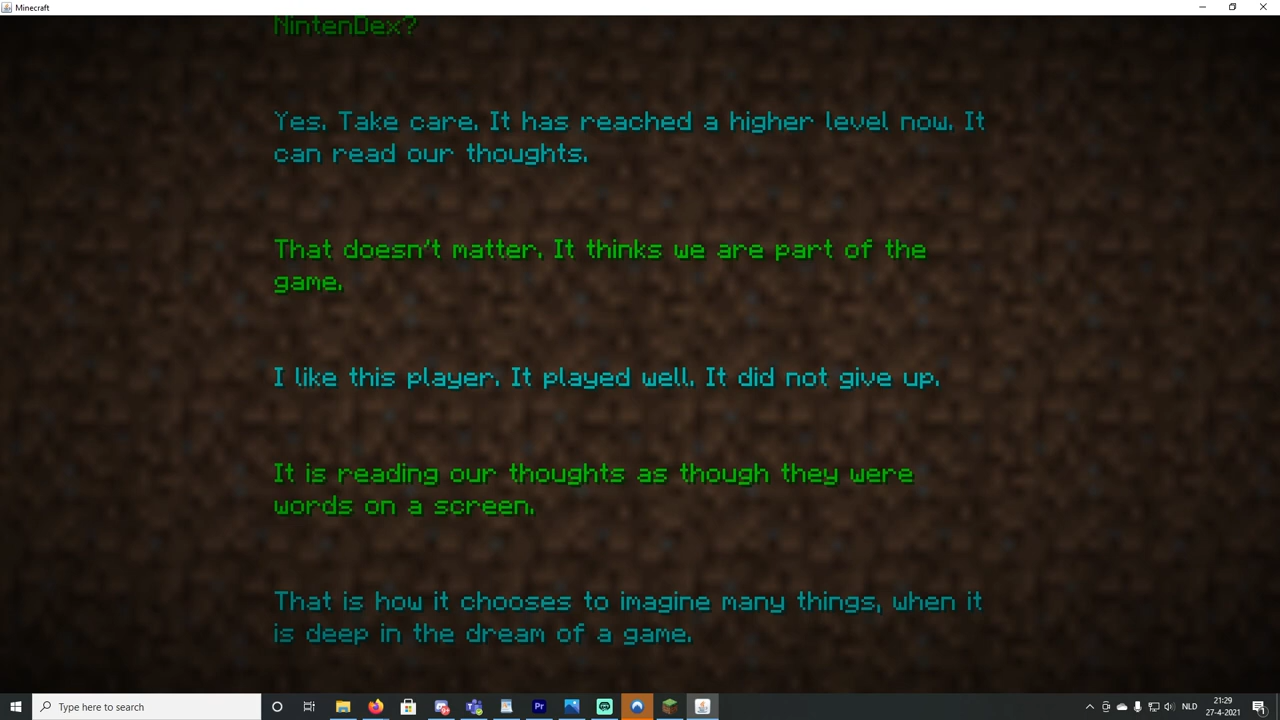 Minecraft
NintenDex?
Yes. Take care. It has reached a higher level now. It
can read our thoughts.
That doesn't matter. It thinks we are part of the
game.
I like this player. It played well. It did not give up.
It is reading our thoughts as though they were
words on a screen.
That is how it chooses to imagine many things, when it
is deep in the dream of a game.
Type here to search
Pr
NLD
21:29
27-4-2021
1